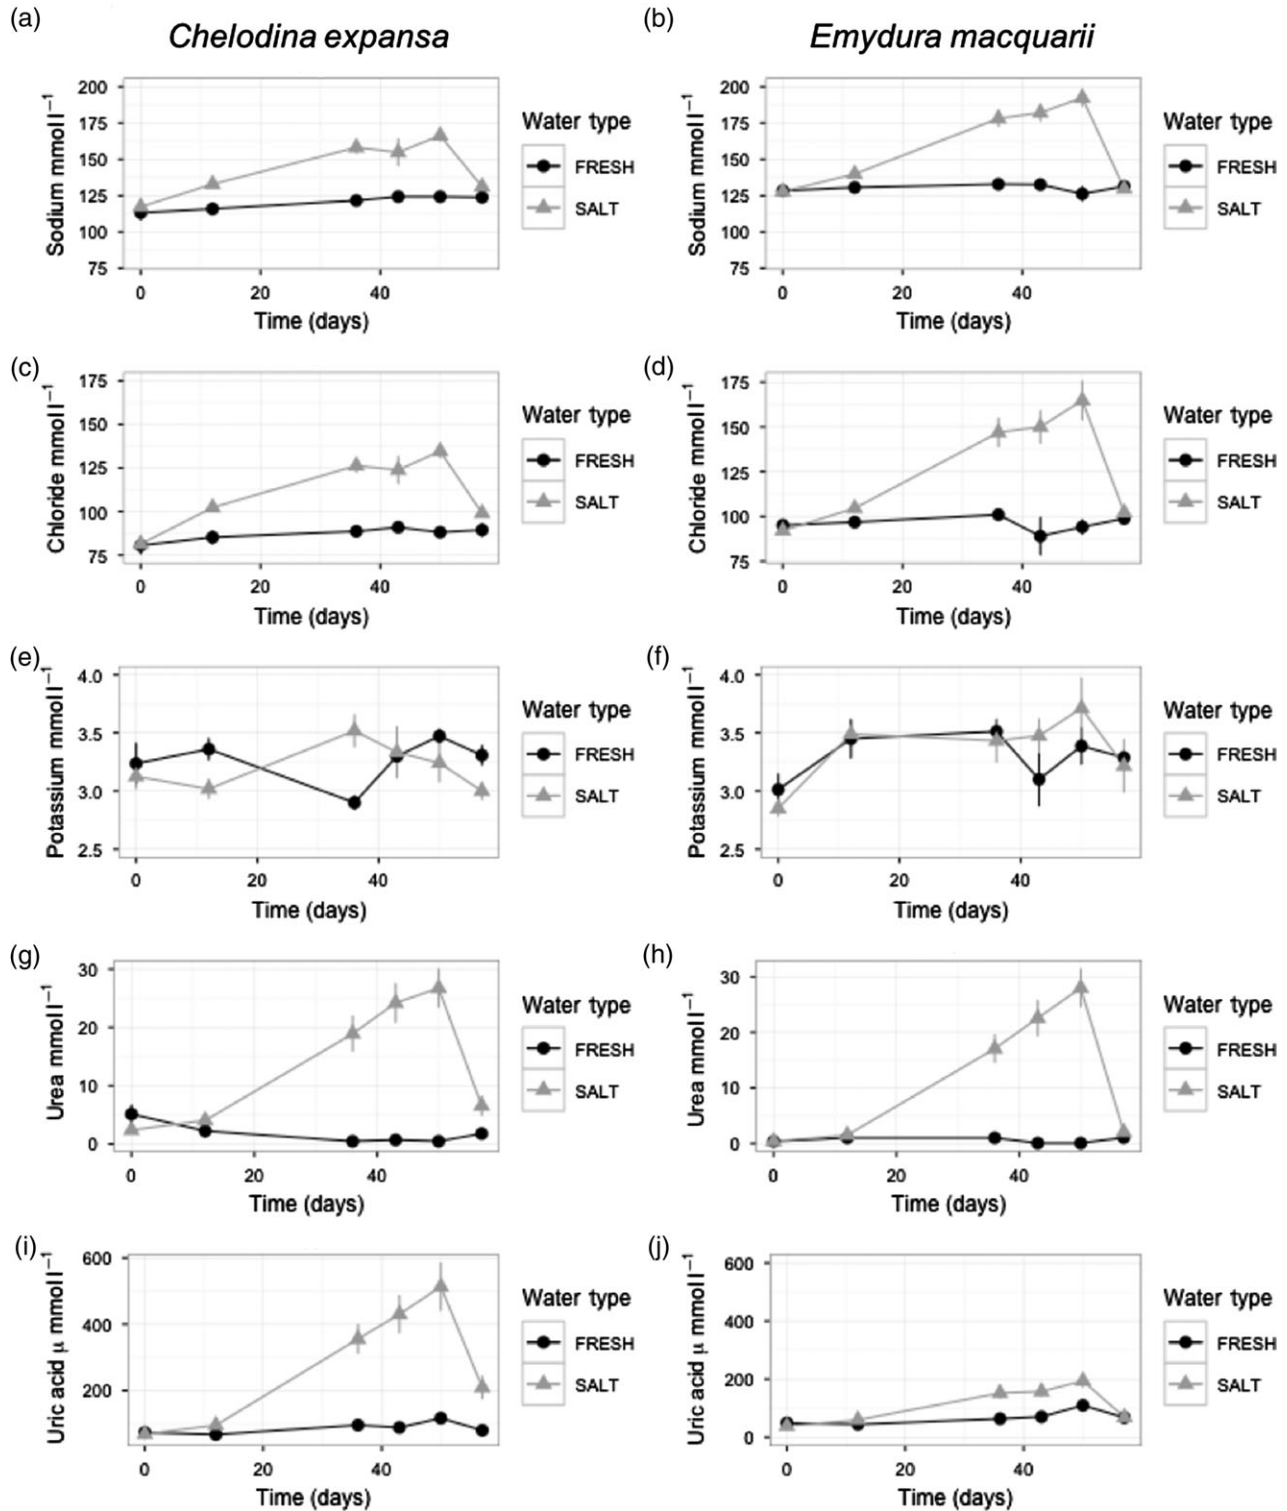 (a)
Chelodina expansa
(b)
Emydura macquarii
200
175
150
125
100
75
Sodium mmol l−1
0 20 40
Time (days)
Water type
FRESH
SALT
200
175
150
125
100
75
Sodium mmol l−1
0 20 40
Time (days)
Water type
FRESH
SALT
(c)
175
150
125
100
75
Chloride mmol l−1
0 20 40
Time (days)
Water type
FRESH
SALT
(d)
175
150
125
100
75
Chloride mmol l−1
0 20 40
Time (days)
Water type
FRESH
SALT
(e)
4.0
3.5
3.0
2.5
Potassium mmol l−1
0 20 40
Time (days)
Water type
FRESH
SALT
(f)
4.0
3.5
3.0
2.5
Potassium mmol l−1
0 20 40
Time (days)
Water type
FRESH
SALT
(g)
30
20
10
0
Urea mmol l−1
0 20 40
Time (days)
Water type
FRESH
SALT
(h)
30
20
10
0
Urea mmol l−1
0 20 40
Time (days)
Water type
FRESH
SALT
(i)
600
400
200
Uric acid μ mmol l−1
0 20 40
Time (days)
Water type
FRESH
SALT
(j)
600
400
200
0
Uric acid μ mmol l−1
0 20 40
Time (days)
Water type
FRESH
SALT